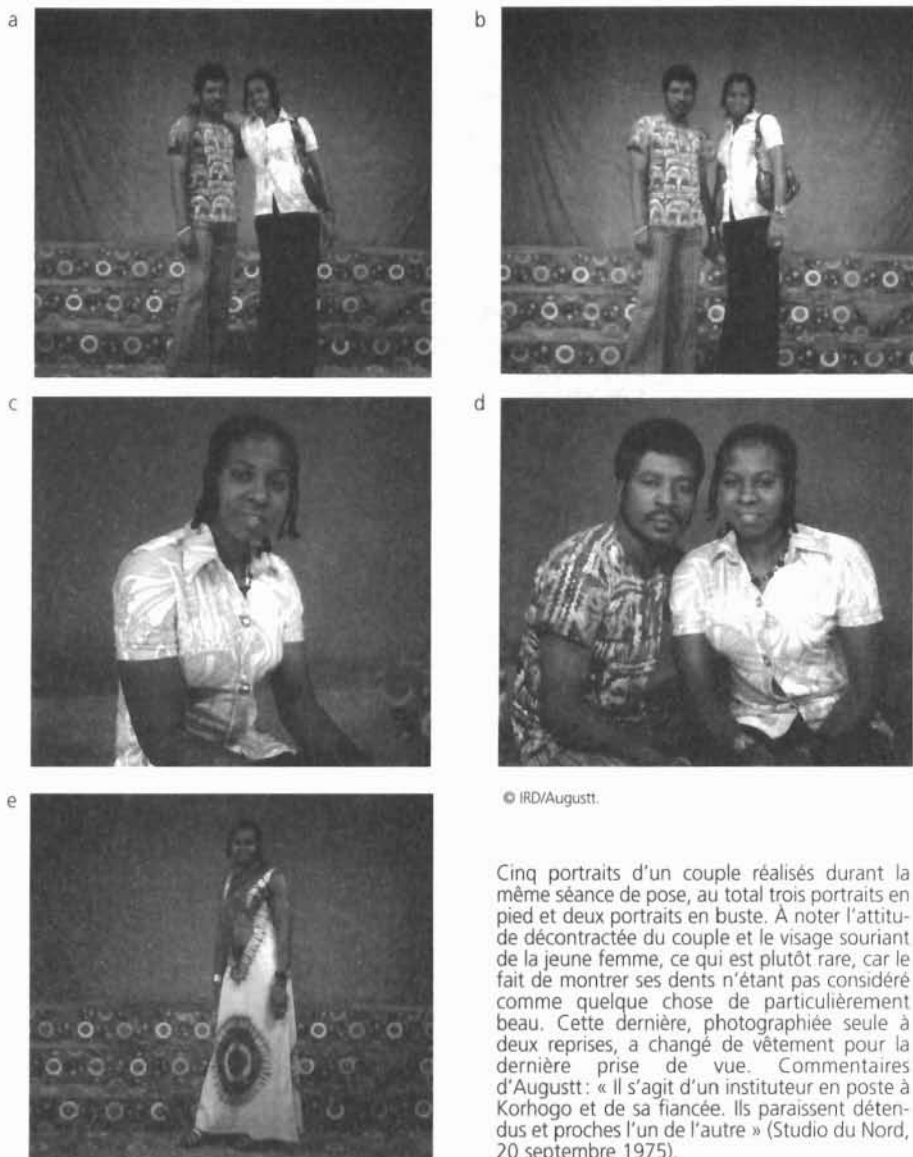 a
b
c
d
e
© IRD/Augustt.
Cinq portraits d'un couple réalisés durant la
même séance de pose, au total trois portraits en
pied et deux portraits en buste. À noter l'attitu-
de décontractée du couple et le visage souriant
de la jeune femme, ce qui est plutôt rare, car le
fait de montrer ses dents n'étant pas considéré
comme quelque chose de particulièrement
beau. Cette dernière, photographiée seule à
deux reprises, a changé de vêtement pour la
dernière prise de vue. Commentaires
d'Augustt : « Il s'agit d'un instituteur en poste à
Korhogo et de sa fiancée. Ils paraissent déten-
dus et proches l'un de l'autre » (Studio du Nord,
20 septembre 1975).